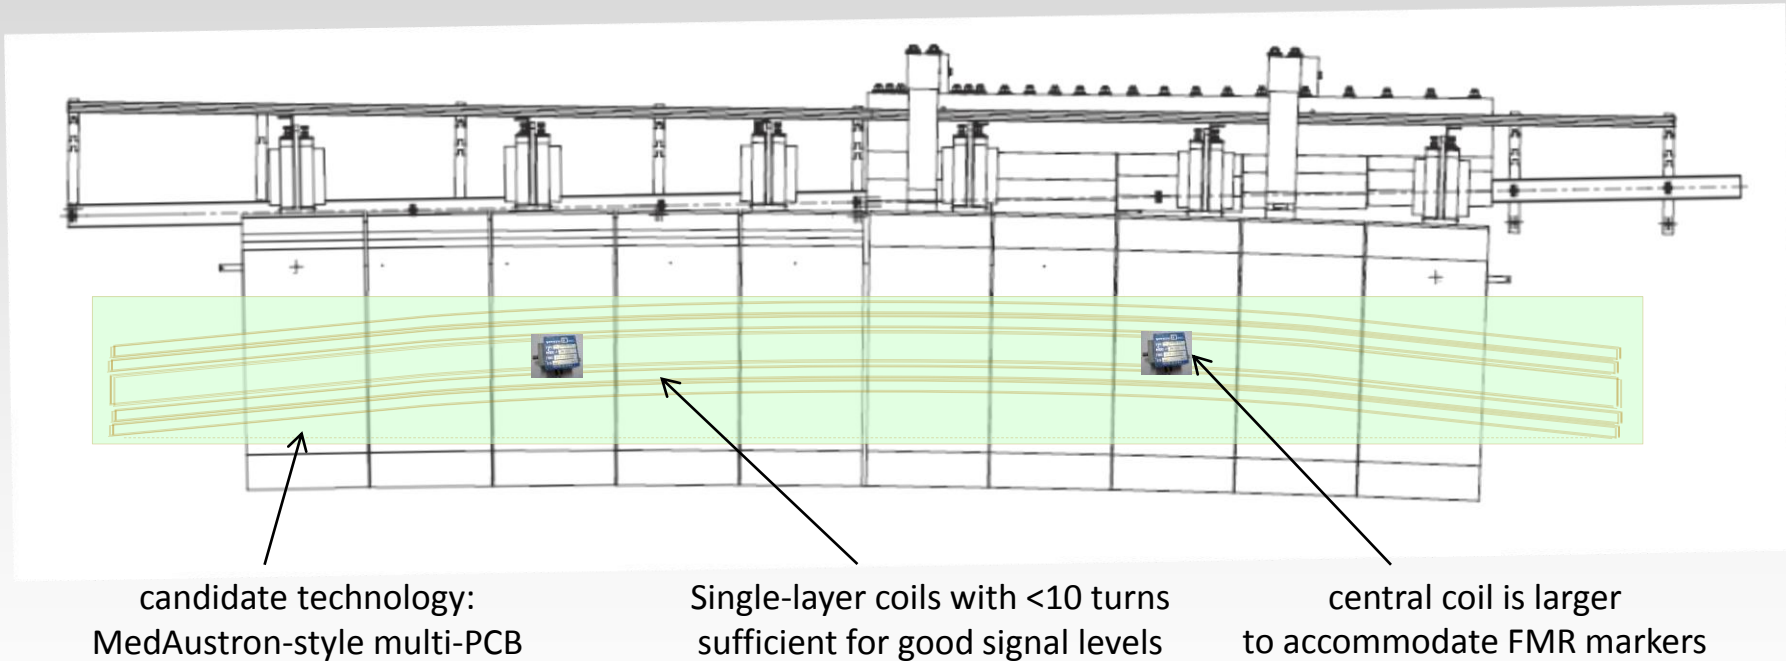 candidate technology:
MedAustron-style multi-PCB
Single-layer coils with <10 turns
sufficient for good signal levels
central coil is larger
to accommodate FMR markers